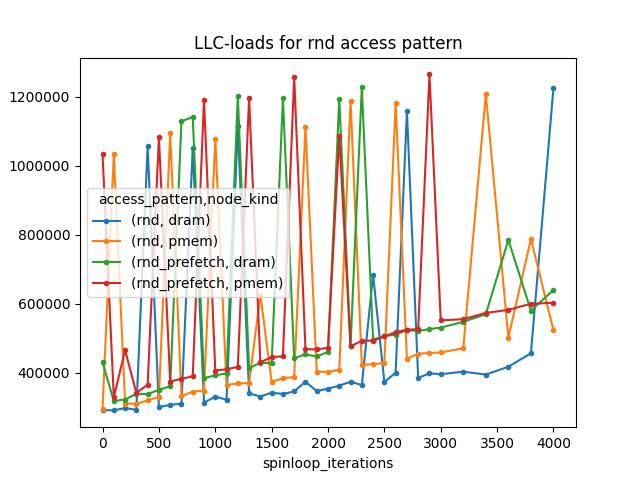 LLC-loads for rnd access pattern
1200000
1000000
800000
600000
400000
access_pattern,node_kind
(rnd, dram)
(rnd, pmem)
(rnd_prefetch, dram)
(rnd_prefetch, pmem)
0 500 1000 1500 2000 2500 3000 3500 4000
spinloop_iterations